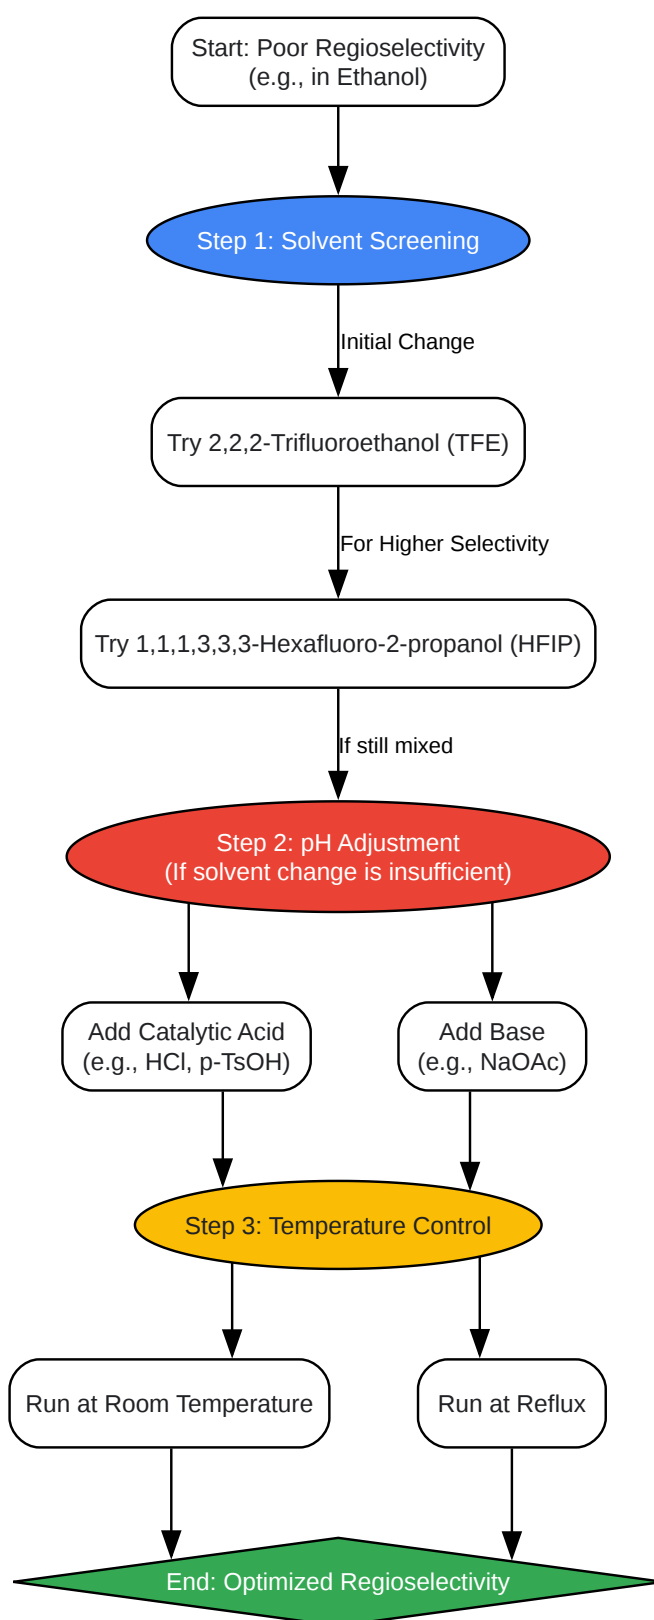 Start: Poor Regioselectivity
(e.g., in Ethanol)
Step 1: Solvent Screening
Initial Change
Try 2,2,2-Trifluoroethanol (TFE)
For Higher Selectivity
Try 1,1,1,3,3,3-Hexafluoro-2-propanol (HFIP)
If still mixed
Step 2: pH Adjustment
(If solvent change is insufficient)
Add Catalytic Acid
(e.g., HCl, p-TsOH)
Add Base
(e.g., NaOAc)
Step 3: Temperature Control
Run at Room Temperature
Run at Reflux
End: Optimized Regioselectivity